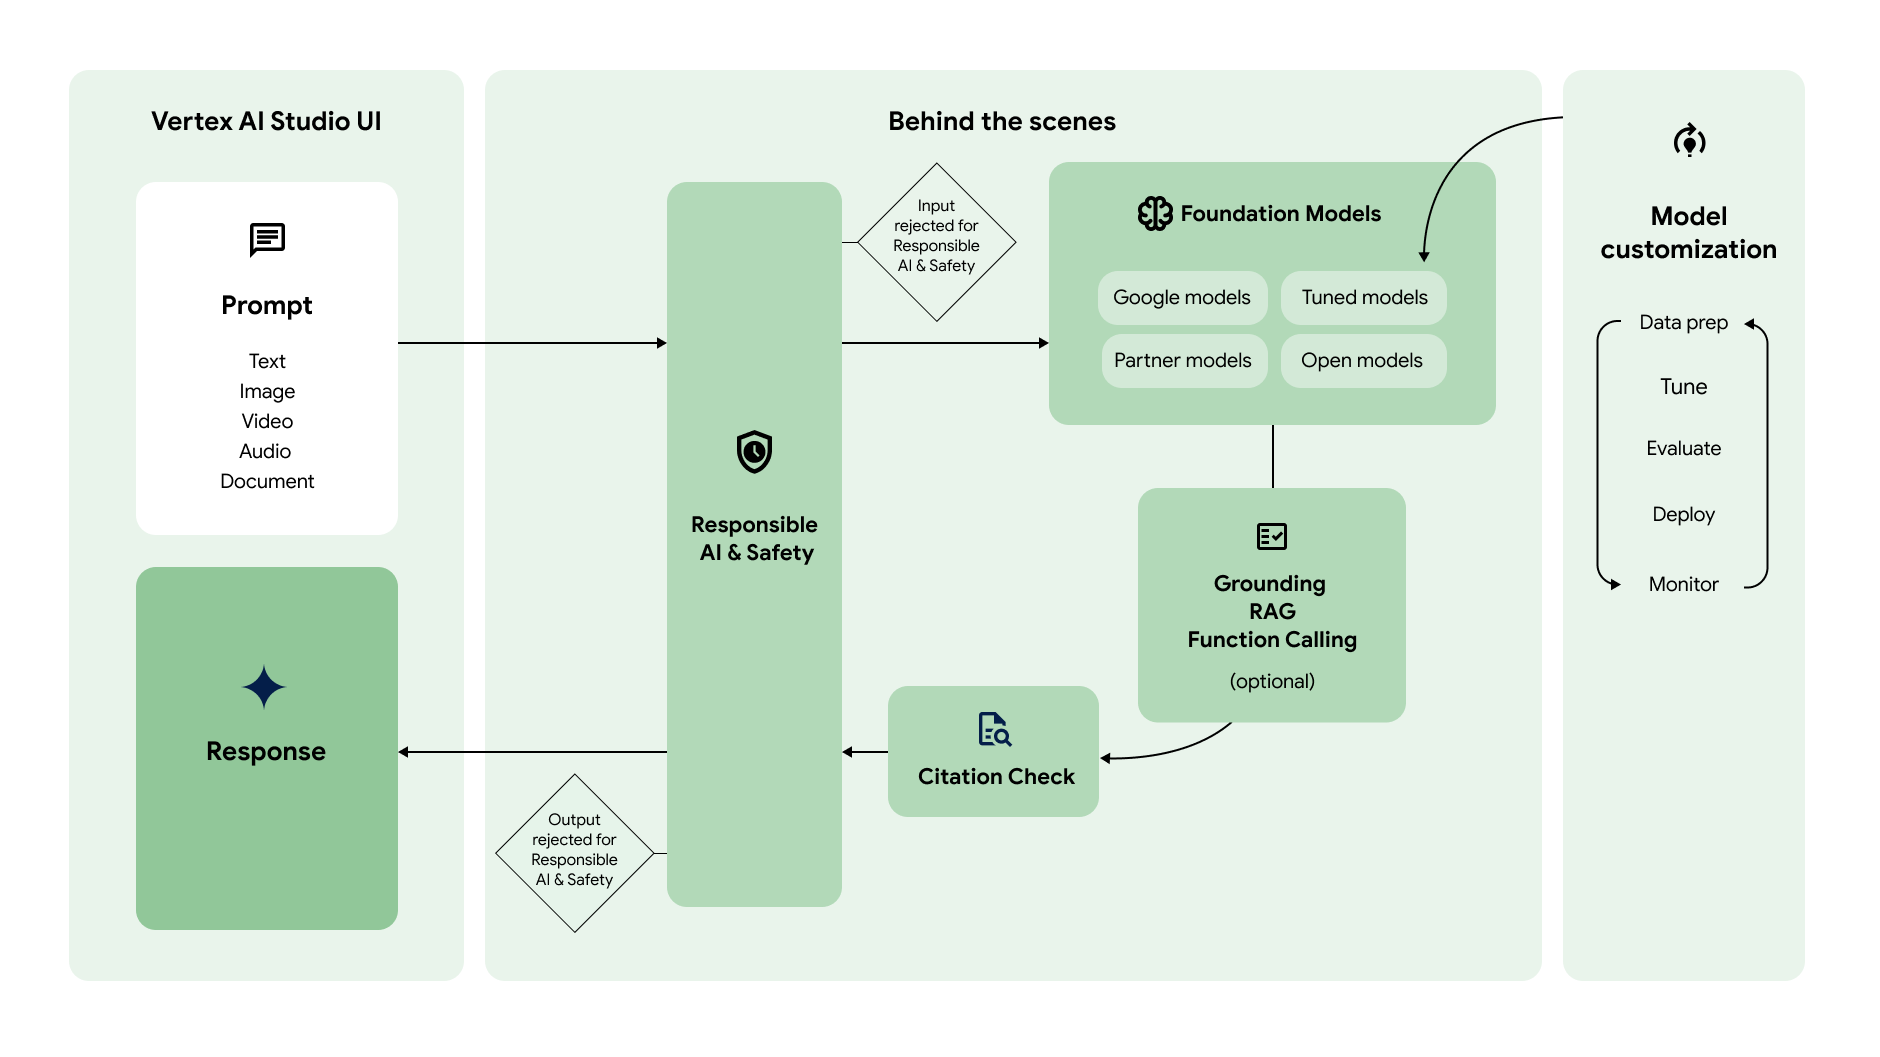 Vertex AI Studio UI
Prompt
Text
Image
Video
Audio
Document
Response
Behind the scenes
Responsible
AI & Safety
Input
rejected for
Responsible
AI & Safety
Output
rejected for
Responsible
AI & Safety
Foundation Models
Google models
Tuned models
Partner models
Open models
Grounding
RAG
Function Calling
(optional)
Citation Check
Model
customization
Data prep
Tune
Evaluate
Deploy
Monitor